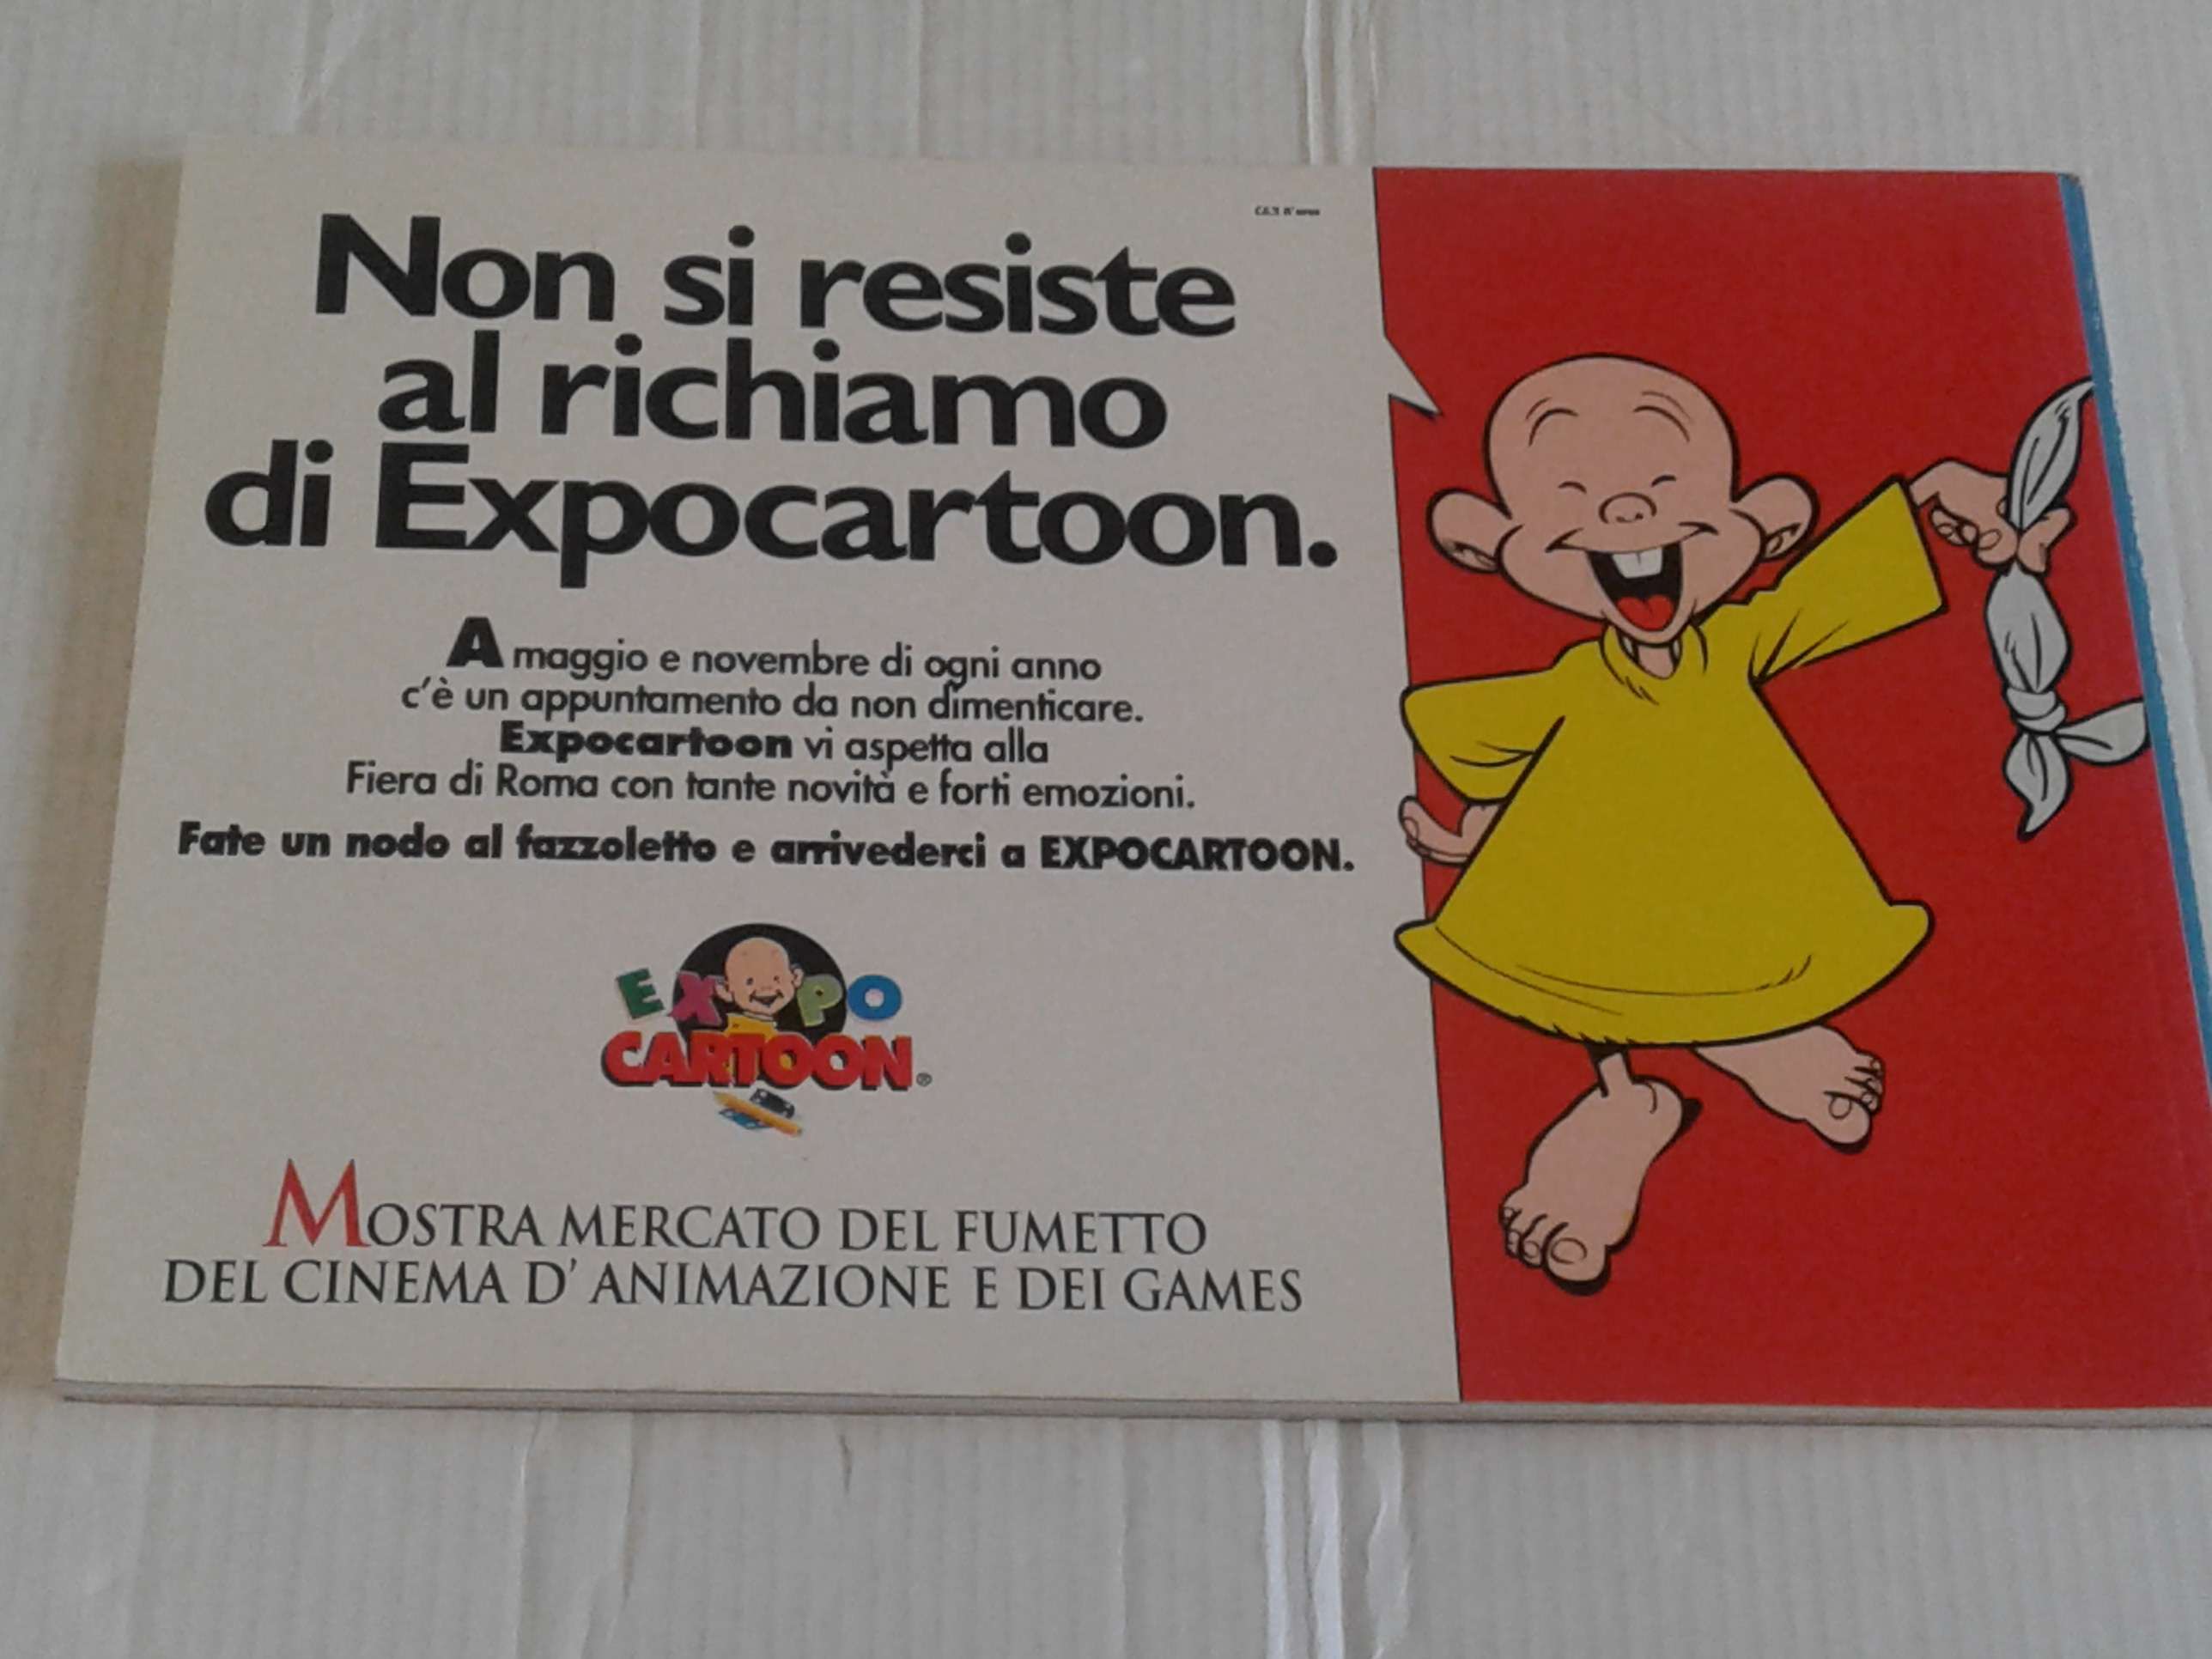 Non si resiste
al richiamo
di Expocartoon.
A maggio e novembre di ogni anno
c'è un appuntamento da non dimenticare.
Expocartoon vi aspetta alla
Fiera di Roma con tante novità e forti emozioni.
Fate un nodo al fazzoletto e arrivederci a EXPOCARTOON.
EXPO
CARTOON®
MOSTRA MERCATO DEL FUMETTO
DEL CINEMA D' ANIMAZIONE E DEI GAMES